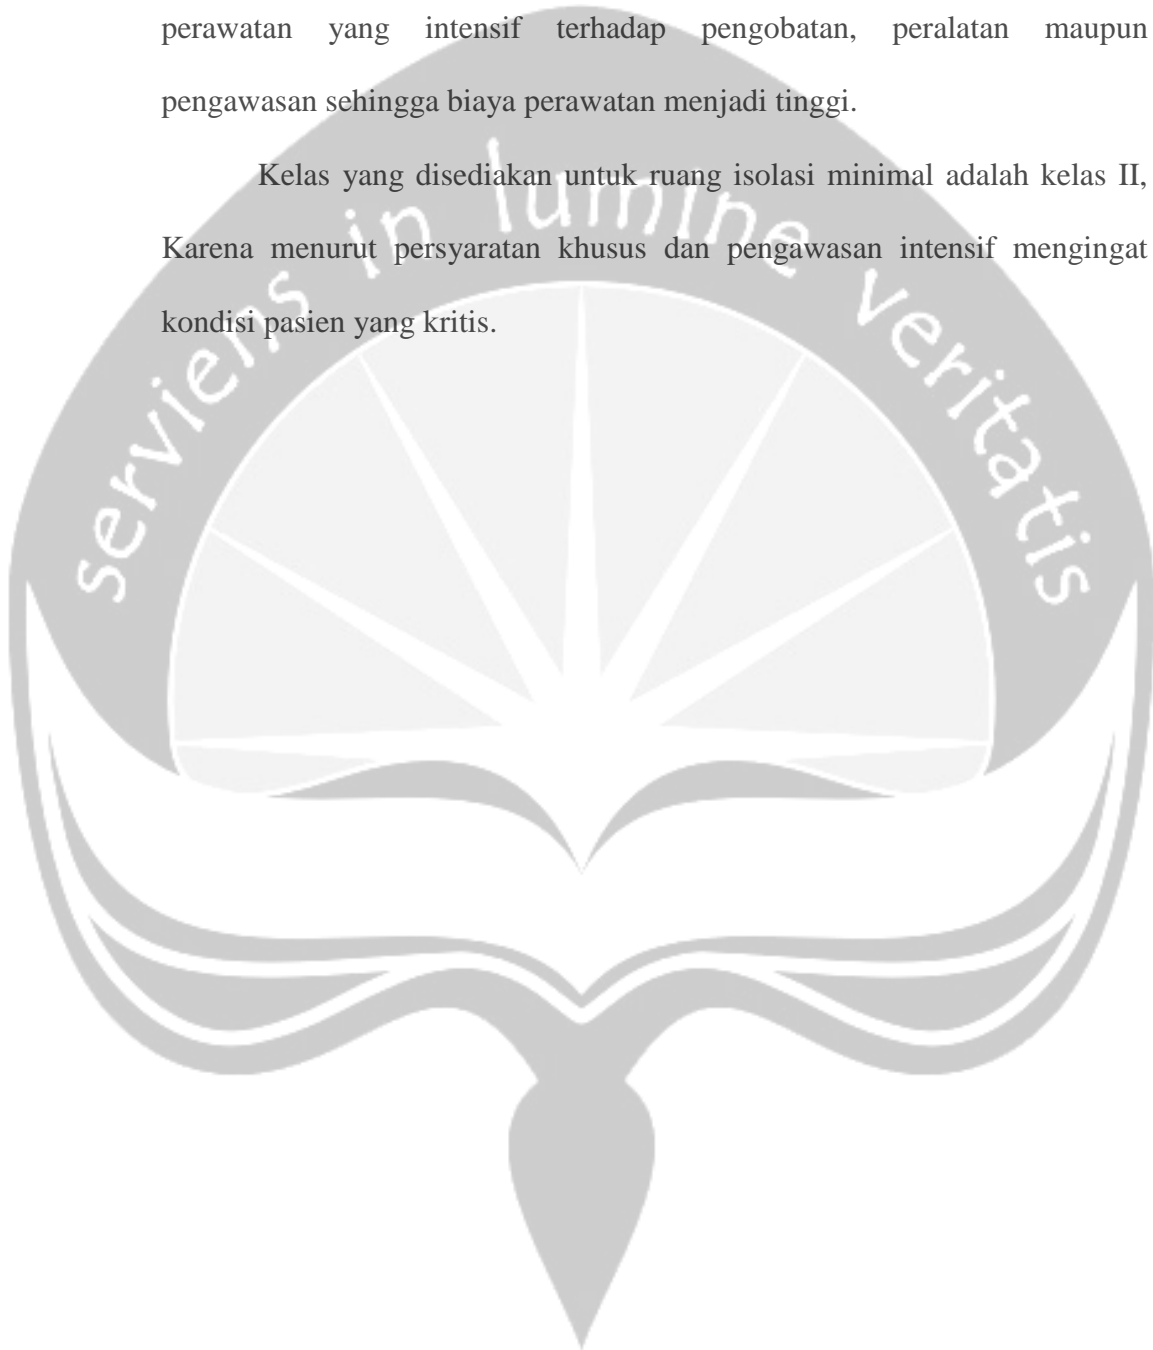 perawatan yang intensif terhadap pengobatan, peralatan maupun
pengawasan sehingga biaya perawatan menjadi tinggi.
Kelas yang disediakan untuk ruang isolasi minimal adalah kelas II,
Karena menurut persyaratan khusus dan pengawasan intensif mengingat
kondisi pasien yang kritis.
serviens in lumine veritatis